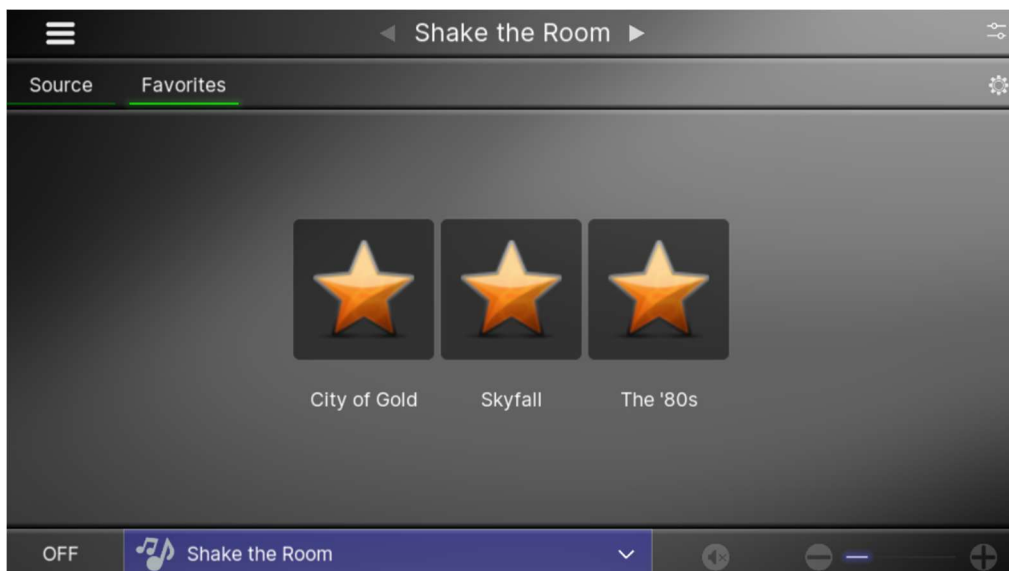 Shake the Room
Source Favorites
City of Gold Skyfall The '80s
OFF Shake the Room